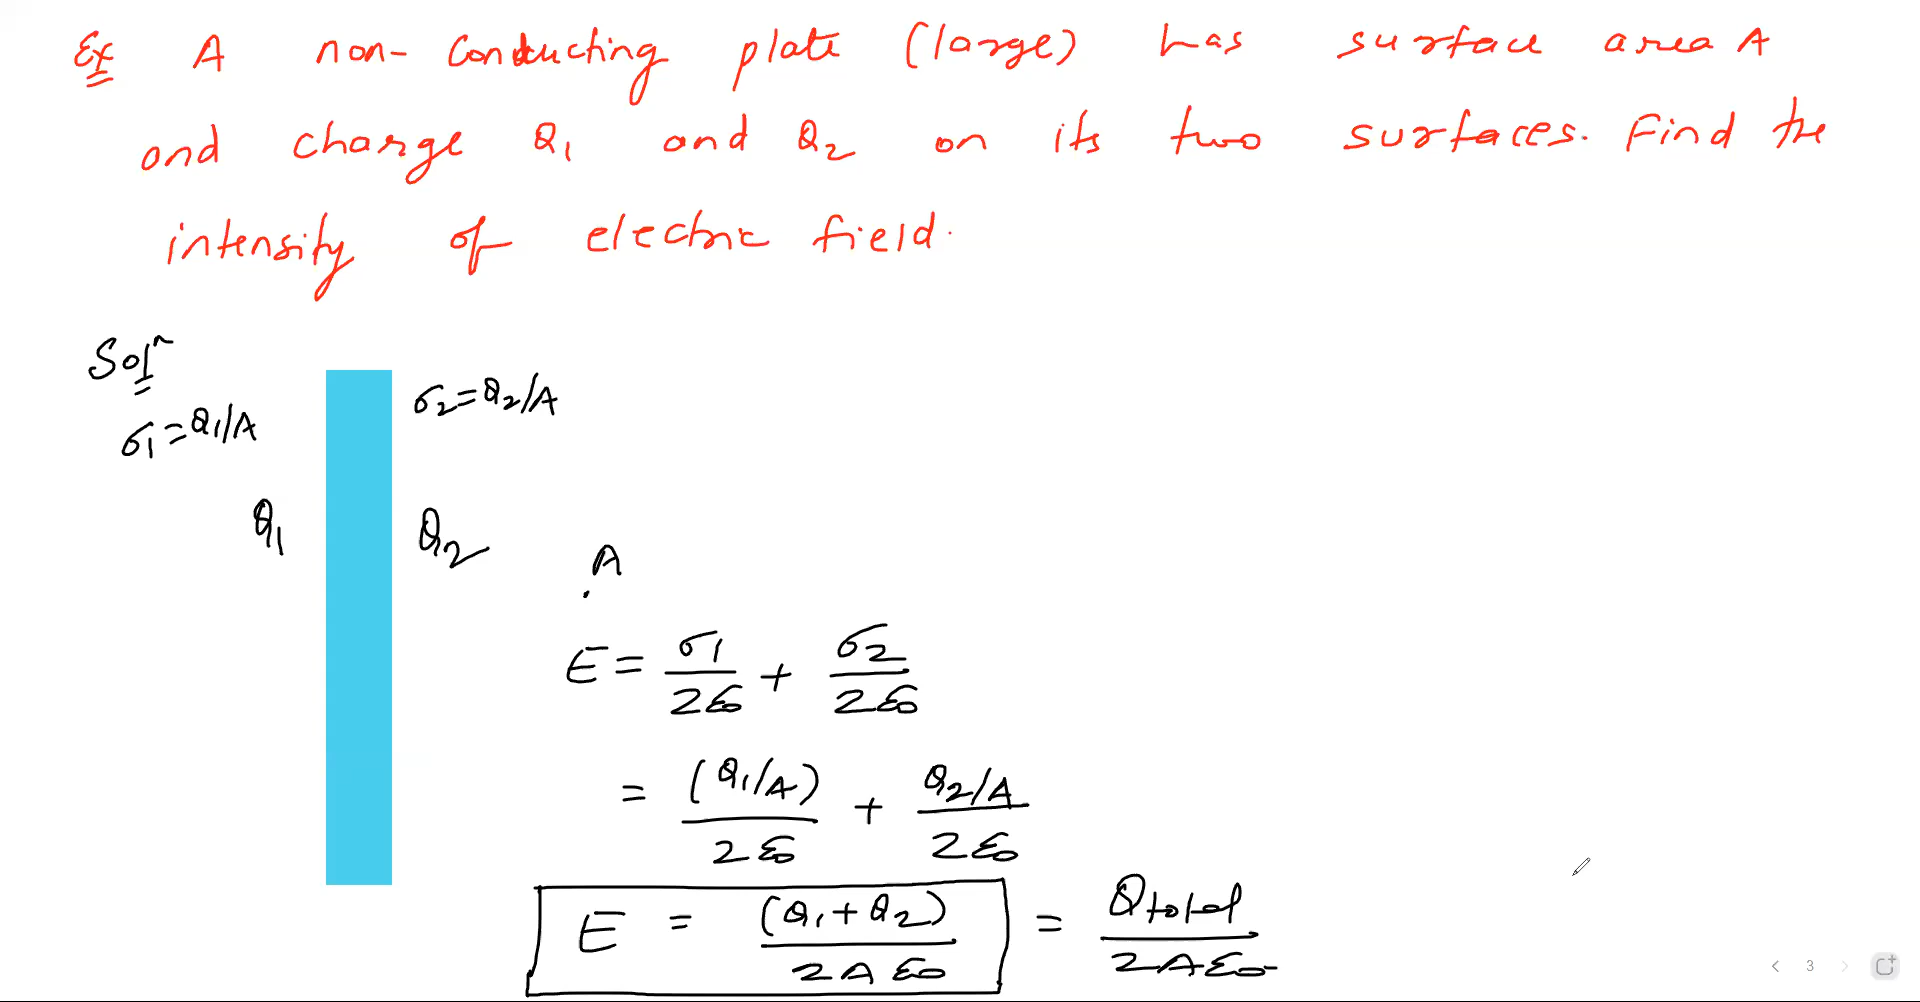 Ex A non-conducting plate (large) has surface area A
and charge Q₁ and Q₂ on its two surfaces. Find the
intensity of electric field.
Solⁿ
σ₁ = Q₁/A
σ₂ = Q₂/A
Q₁
Q₂
A
E = σ₁/2ε₀ + σ₂/2ε₀
= (Q₁/A)/2ε₀ + Q₂/A/2ε₀
E = (Q₁+Q₂)/2Aε₀ = Qtotal/2Aε₀
3